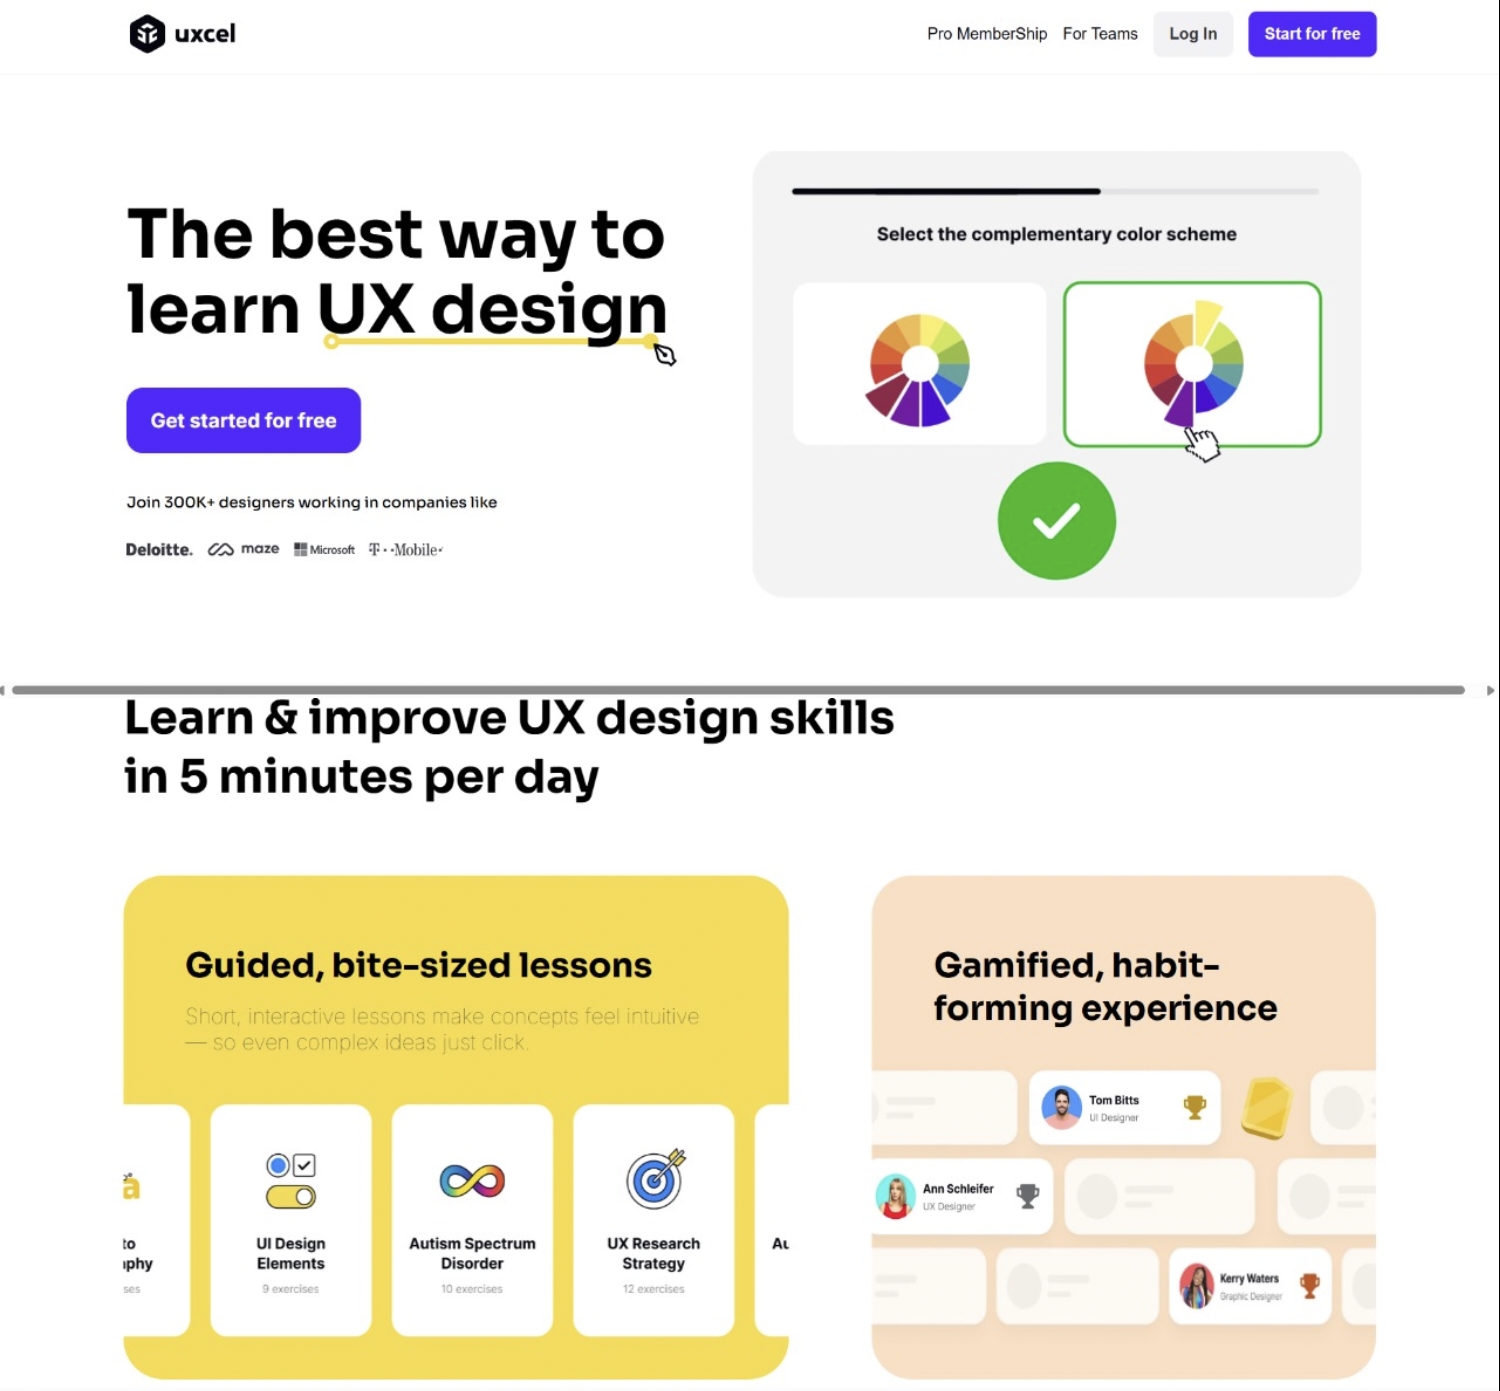 uxcel
Pro MemberShip
For Teams
Log In
Start for free
The best way to
learn UX design
Get started for free
Join 300K+ designers working in companies like
Deloitte.
maze
Microsoft
T··Mobile·
Select the complementary color scheme
Learn & improve UX design skills
in 5 minutes per day
Guided, bite-sized lessons
Short, interactive lessons make concepts feel intuitive
— so even complex ideas just click.
to
phy
ses
UI Design
Elements
9 exercises
Autism Spectrum
Disorder
10 exercises
UX Research
Strategy
12 exercises
Au
Gamified, habit-
forming experience
Tom Bitts
UI Designer
Ann Schleifer
UX Designer
Kerry Waters
Graphic Designer